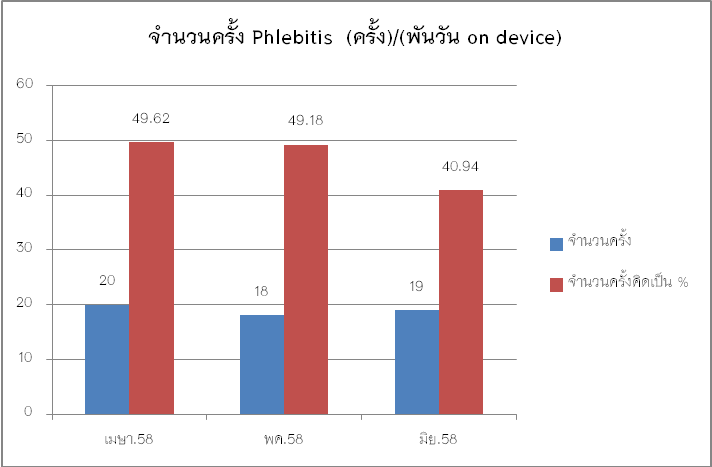 จำนวนครั้ง Phlebitis (ครั้ง)/(พันวัน on device)
60
50
40
30
20
10
0
49.62
49.18
40.94
20
18
19
เมษา.58
พค.58
มิย.58
จำนวนครั้ง
จำนวนครั้งคิดเป็น %